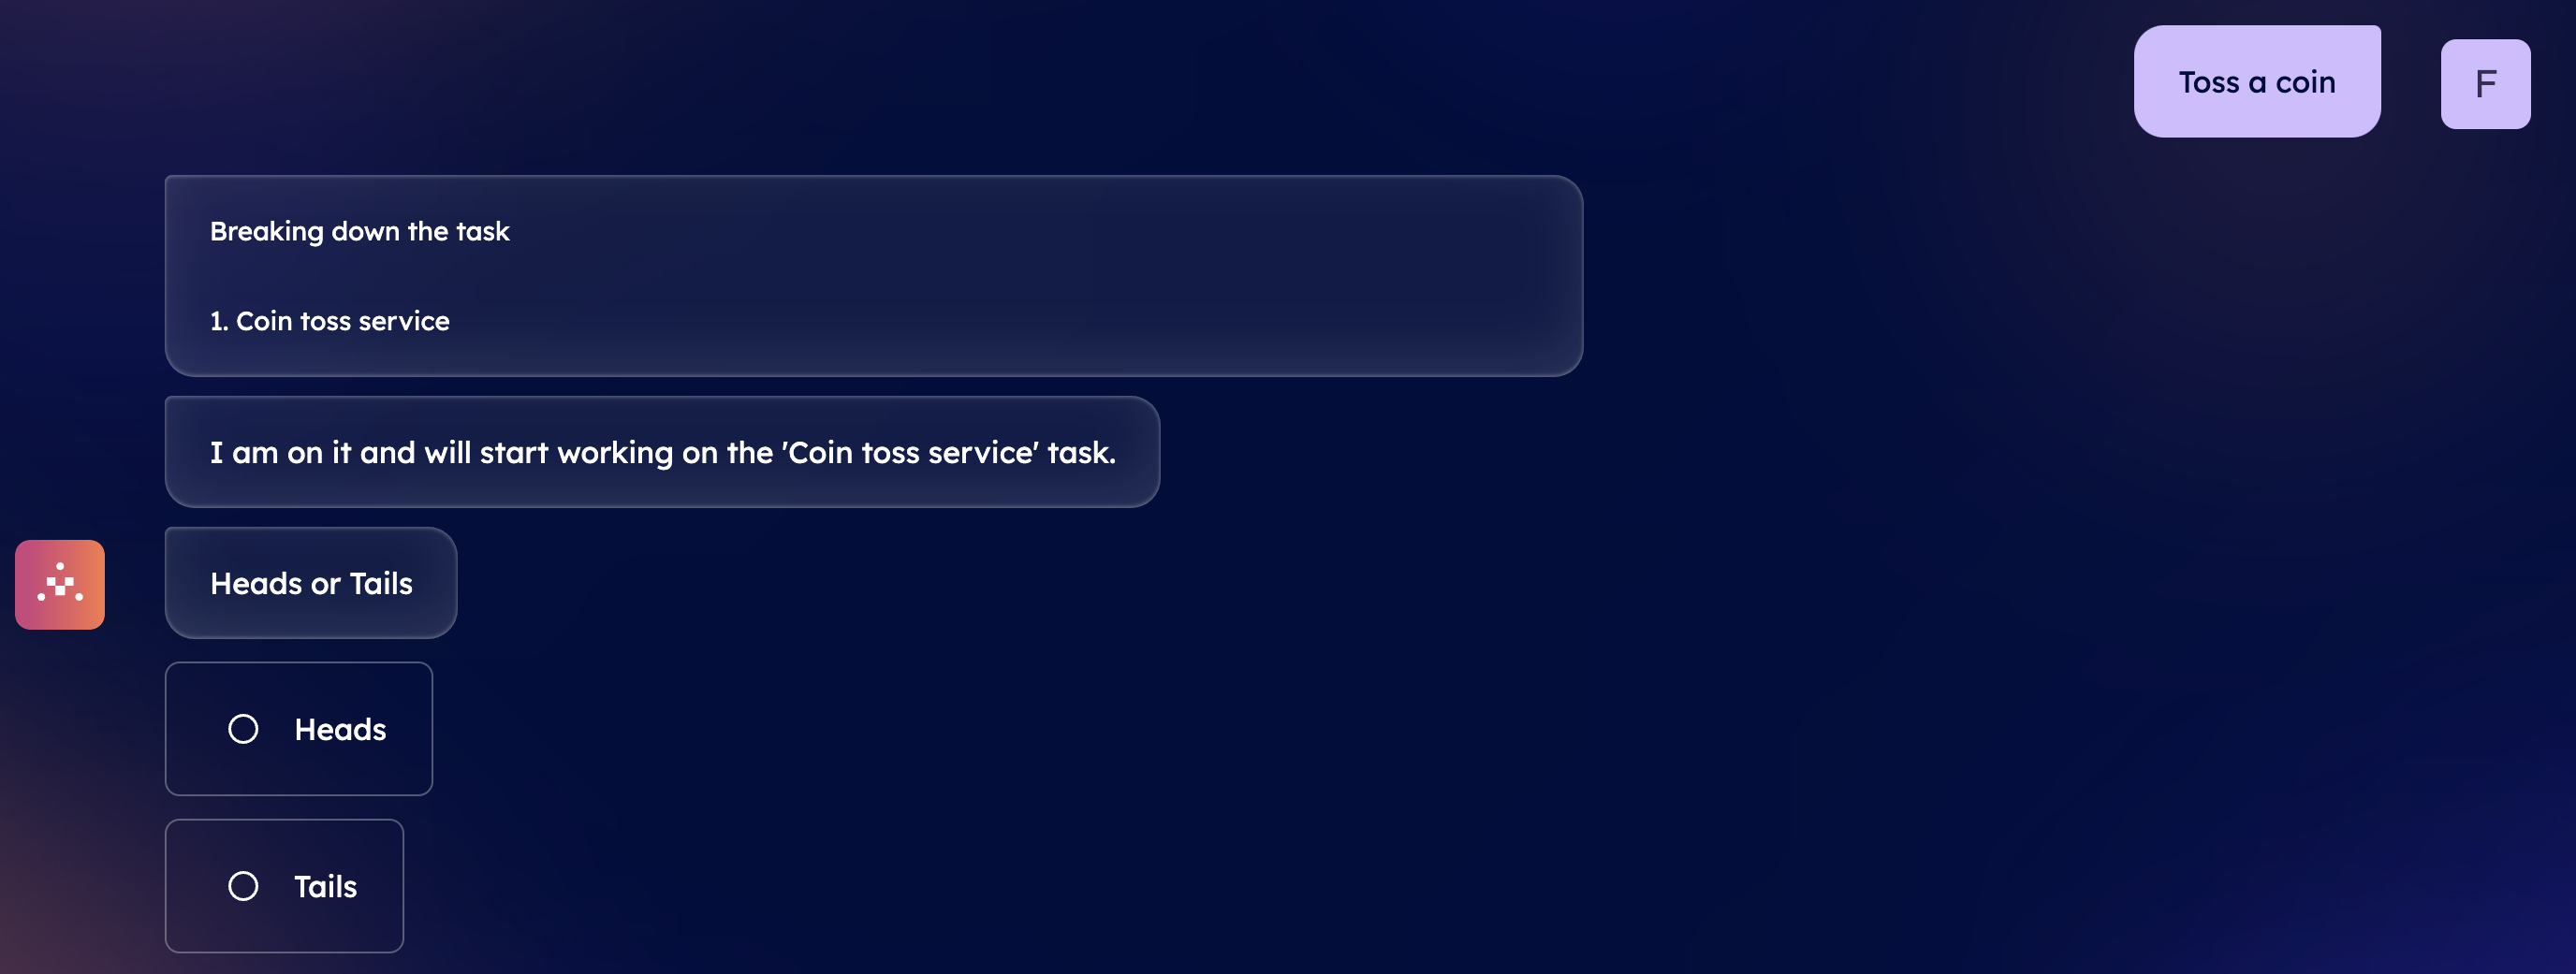 Toss a coin
F
Breaking down the task
1. Coin toss service
I am on it and will start working on the 'Coin toss service' task.
Heads or Tails
Heads
Tails